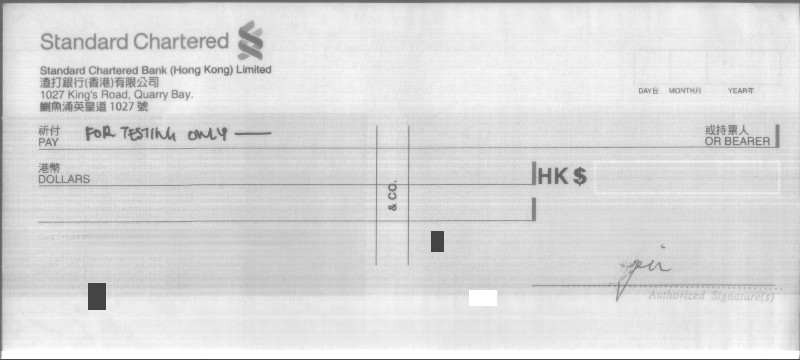 Standard Chartered
Standard Chartered Bank (Hong Kong) Limited
渣打銀行(香港)有限公司
1027 King's Road, Quarry Bay.
鰂魚涌英皇道 1027 號
DAY日 MONTH月 YEAR年
祈付
PAY
FOR TESTING ONLY
或持票人
OR BEARER
港幣
DOLLARS
HK $
& CO.
Authorized Signature(s)